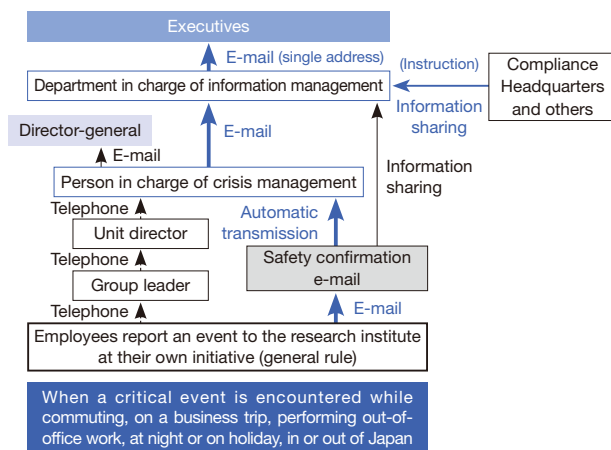 Executives
E-mail (single address)
Department in charge of information management
(Instruction)
Information
sharing
Compliance
Headquarters
and others
Director-general
E-mail
E-mail
Person in charge of crisis management
Information
sharing
Telephone
Unit director
Automatic
transmission
Telephone
Group leader
Safety confirmation
e-mail
Telephone
E-mail
Employees report an event to the research institute
at their own initiative (general rule)
When a critical event is encountered while
commuting, on a business trip, performing out-of-
office work, at night or on holiday, in or out of Japan